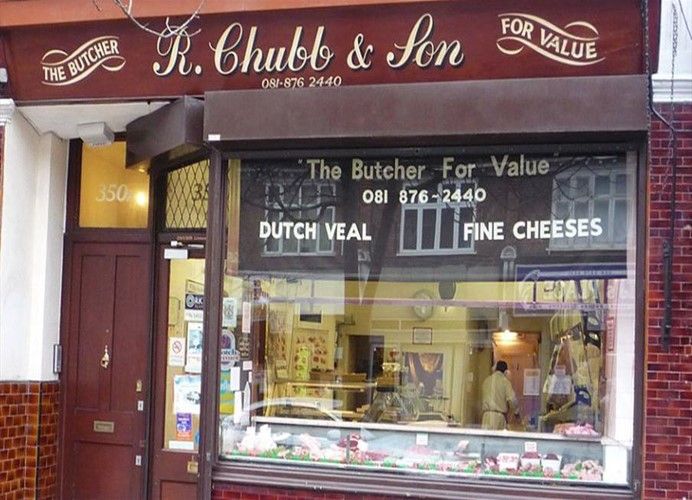 THE BUTCHER
R. Chubb & Son
FOR VALUE
081-876 2440
"The Butcher For Value"
081 876-2440
DUTCH VEAL
FINE CHEESES
350A